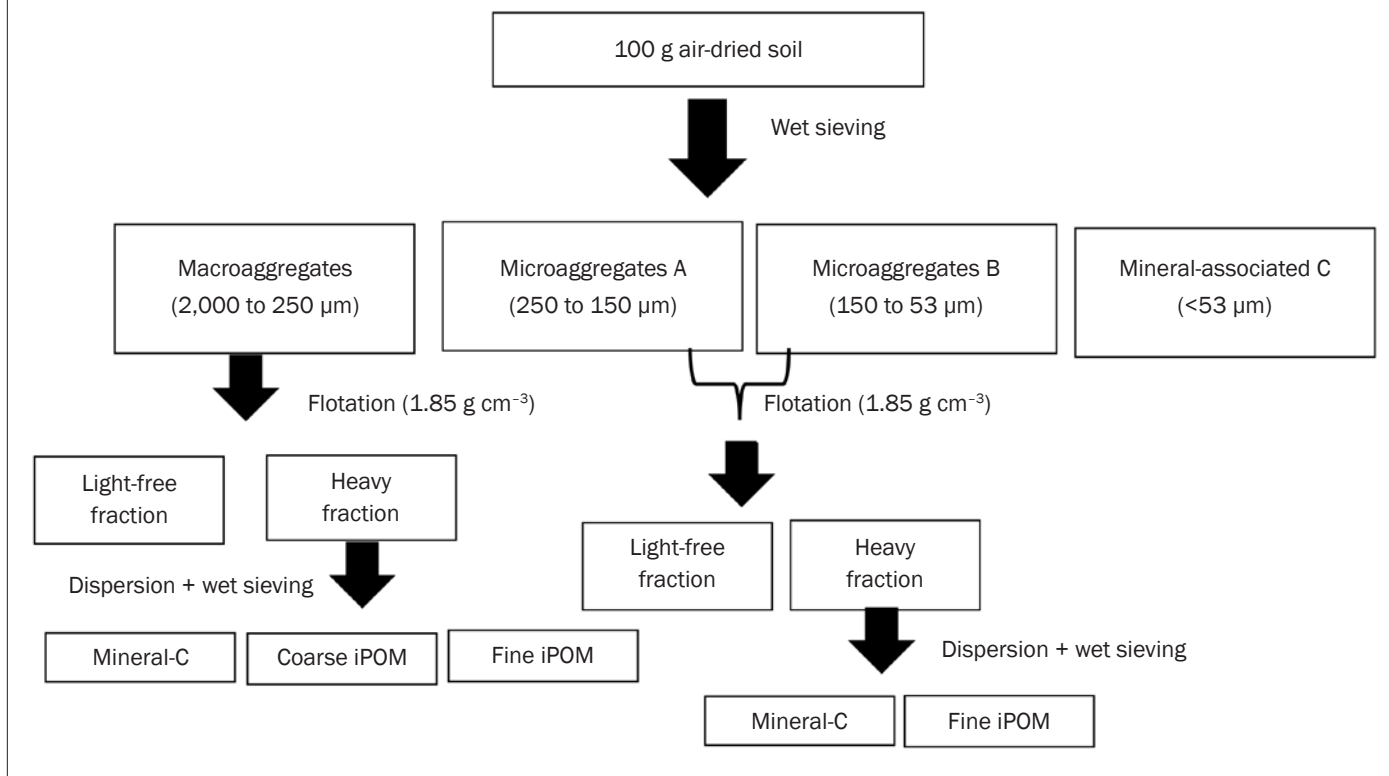 100 g air-dried soil
Wet sieving
Macroaggregates
(2,000 to 250 µm)
Microaggregates A
(250 to 150 µm)
Microaggregates B
(150 to 53 µm)
Mineral-associated C
(<53 µm)
Flotation (1.85 g cm⁻³)
Flotation (1.85 g cm⁻³)
Light-free
fraction
Heavy
fraction
Light-free
fraction
Heavy
fraction
Dispersion + wet sieving
Mineral-C
Coarse iPOM
Fine iPOM
Dispersion + wet sieving
Mineral-C
Fine iPOM